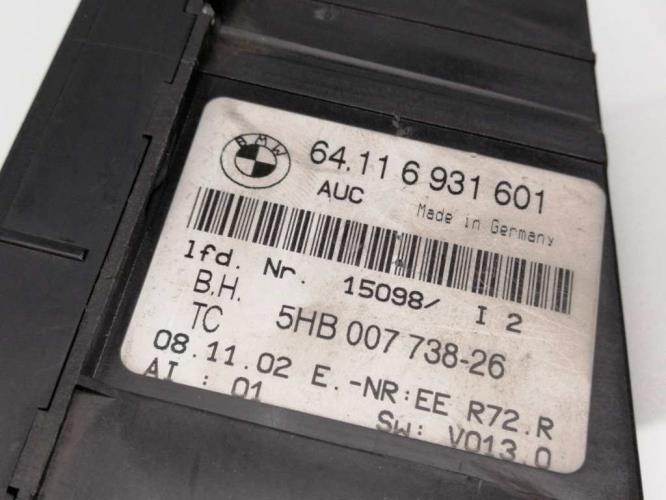 BMW
64.11 6 931 601
AUC Made in Germany
lfd. Nr. 15098/ I 2
B.H.
TC 5HB 007 738-26
08.11.02 E.-NR:EE R72.R
AI : 01 SW: V013.0